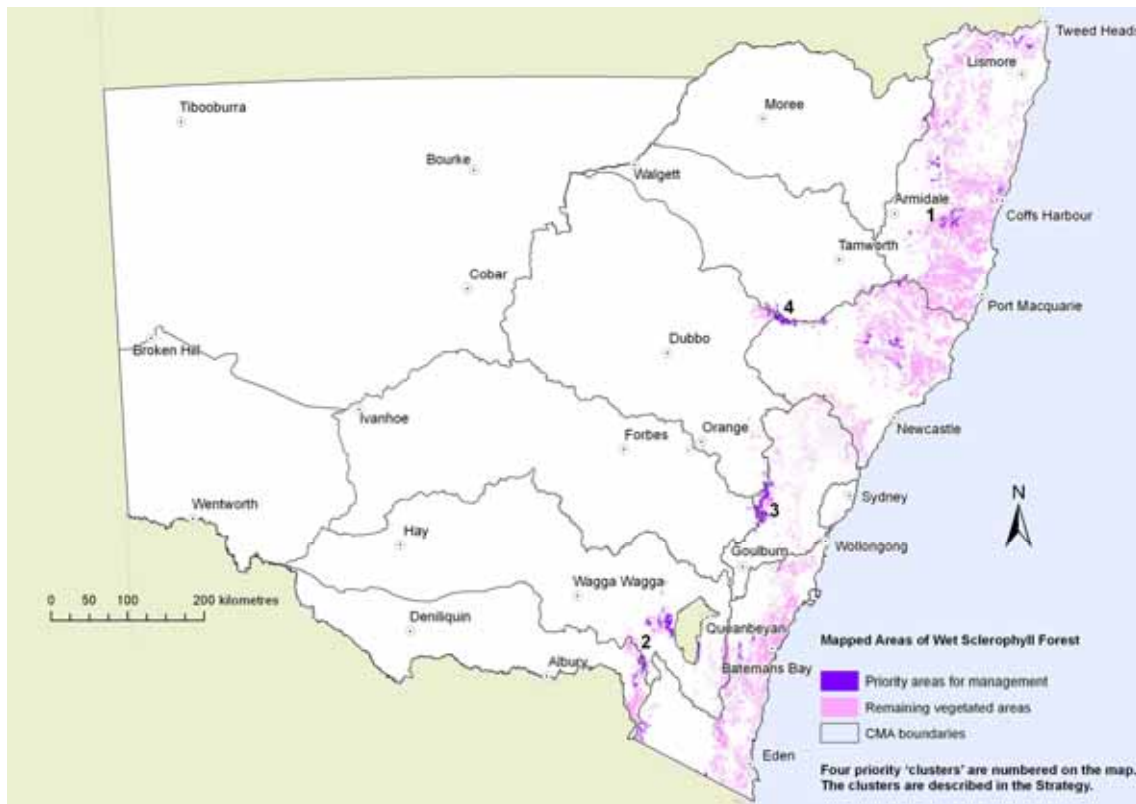 Tweed Heads
Lismore
Tibooburra
Moree
Bourke
Walgett
Armidale
1
Coffs Harbour
Tamworth
Cobar
4
Port Macquarie
Dubbo
Broken Hill
Ivanhoe
Forbes
Orange
Newcastle
Wentworth
3
Sydney
N
Hay
Goulburn
Wollongong
Wagga Wagga
0 50 100 200 kilometres
Deniliquin
Queanbeyan
2
Albury
Batemans Bay
Eden
Mapped Areas of Wet Sclerophyll Forest
Priority areas for management
Remaining vegetated areas
CMA boundaries
Four priority 'clusters' are numbered on the map.
The clusters are described in the Strategy.